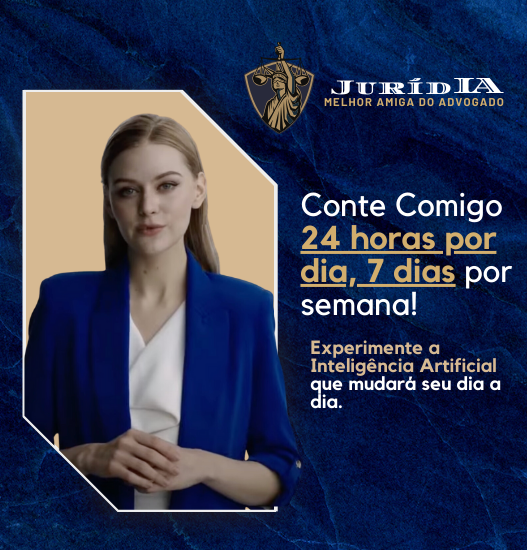 JURÍDIA
MELHOR AMIGA DO ADVOGADO
Conte Comigo
24 horas por
dia, 7 dias por
semana!
Experimente a
Inteligência Artificial
que mudará seu dia a
dia.